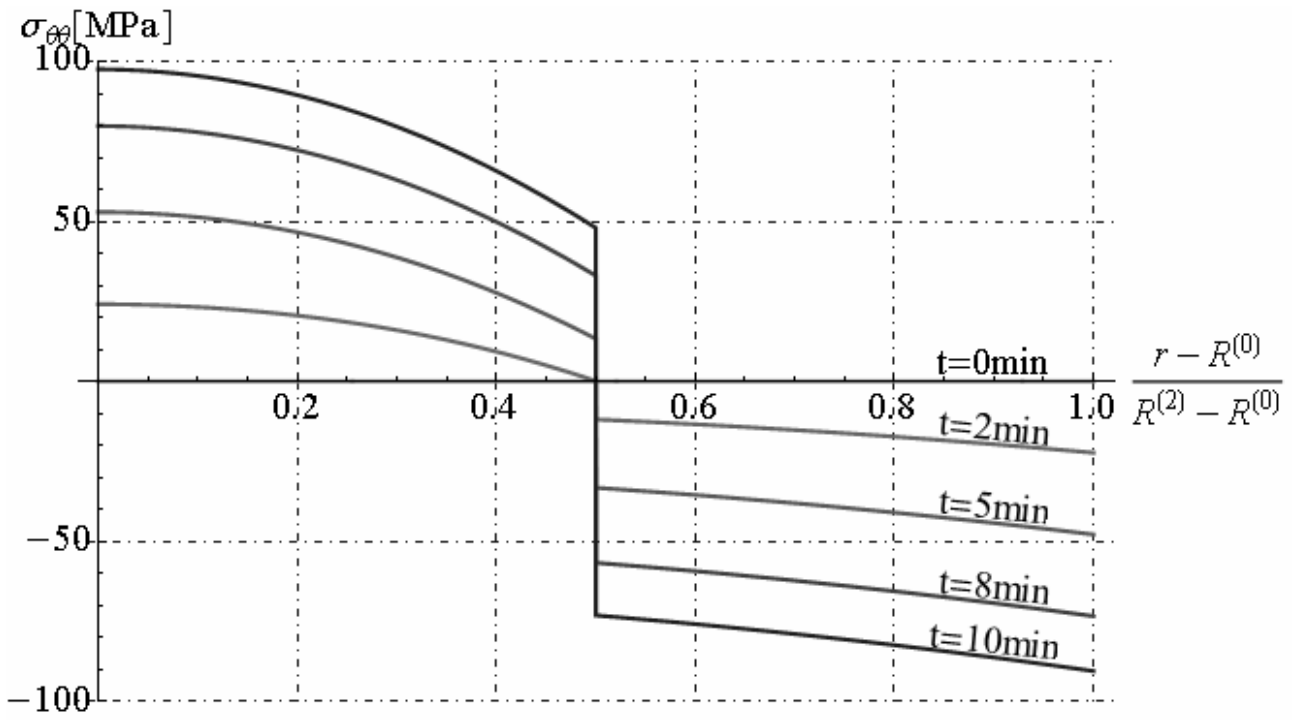 σθθ[MPa]
100
50
t=0min
r − R(0)
R(2) − R(0)
0.2 0.4 0.6 0.8 1.0
t=2min
t=5min
−50
t=8min
t=10min
−100